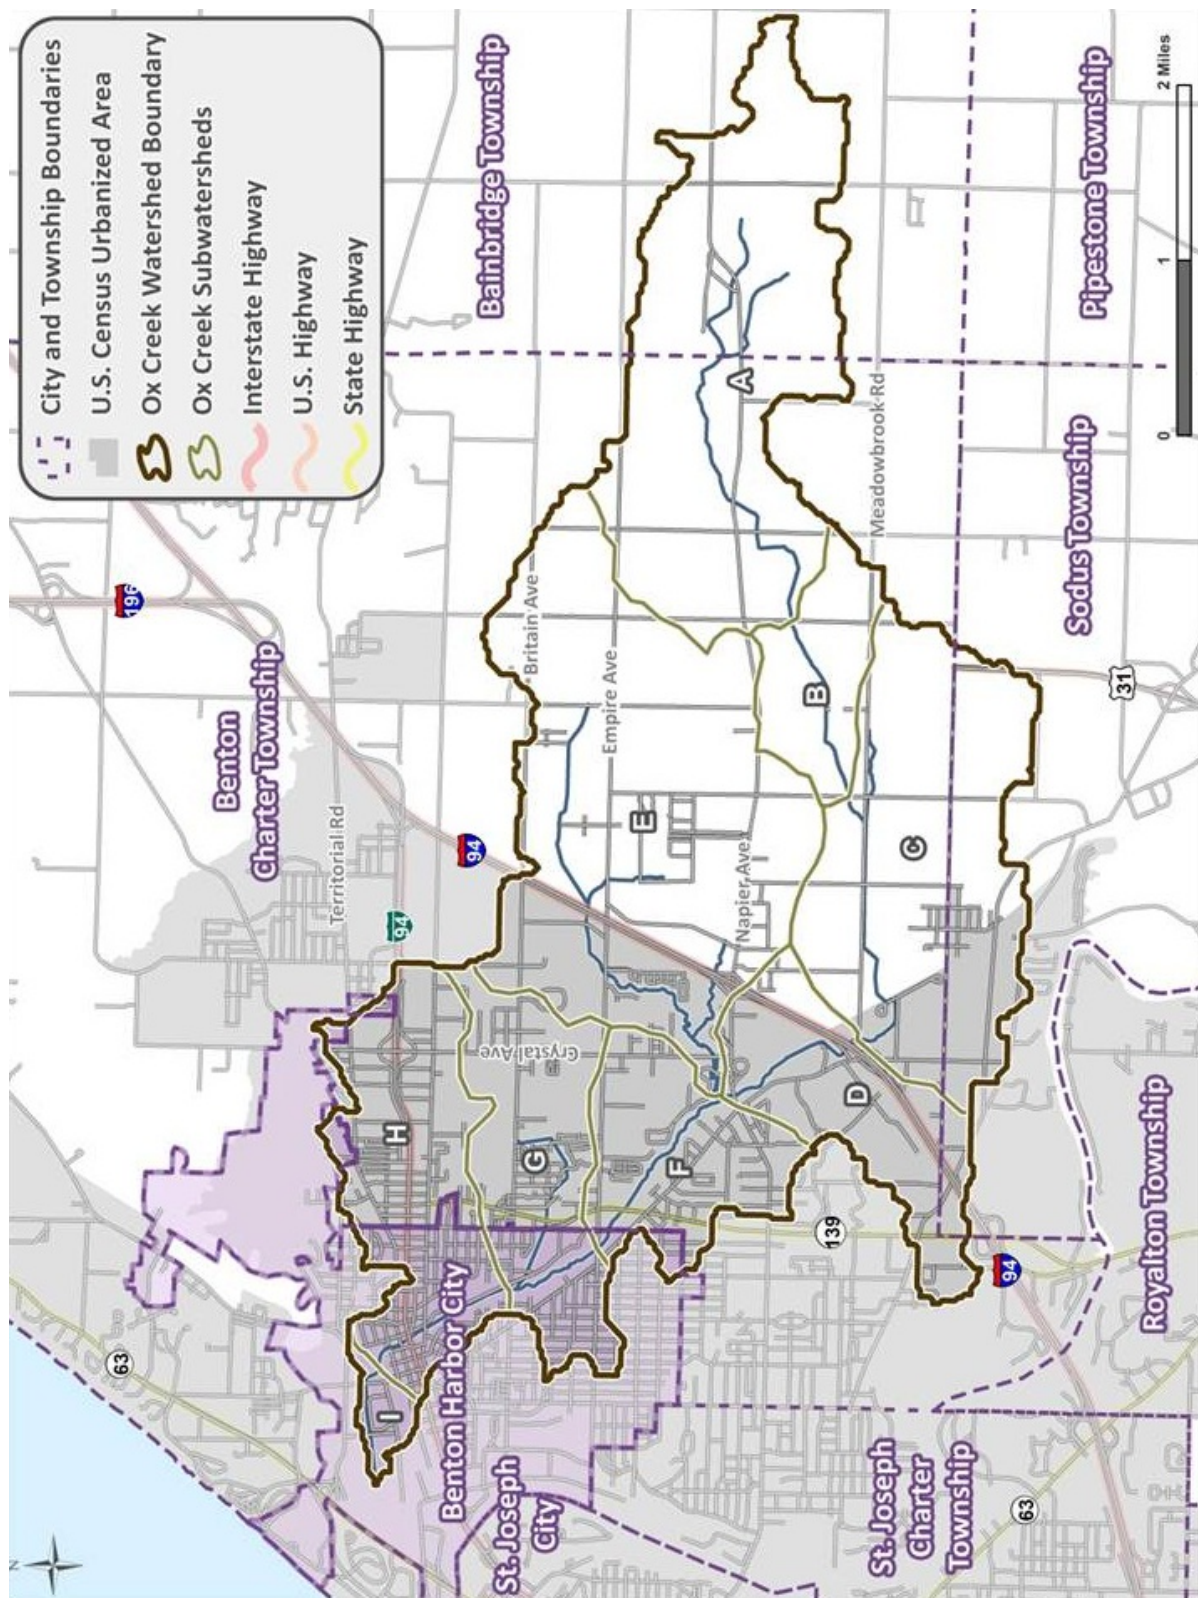 City and Township Boundaries
U.S. Census Urbanized Area
Ox Creek Watershed Boundary
Ox Creek Subwatersheds
Interstate Highway
U.S. Highway
State Highway
N
63
196
Benton
Charter Township
Bainbridge Township
Territorial Rd
94
94
Britain Ave
Empire Ave
Crystal Ave
H
I
G
E
F
A
B
Napier Ave
D
C
Meadowbrook Rd
Benton Harbor City
St. Joseph
City
139
94
31
Sodus Township
Pipestone Township
St. Joseph
Charter
Township
63
Royalton Township
0
1
2 Miles